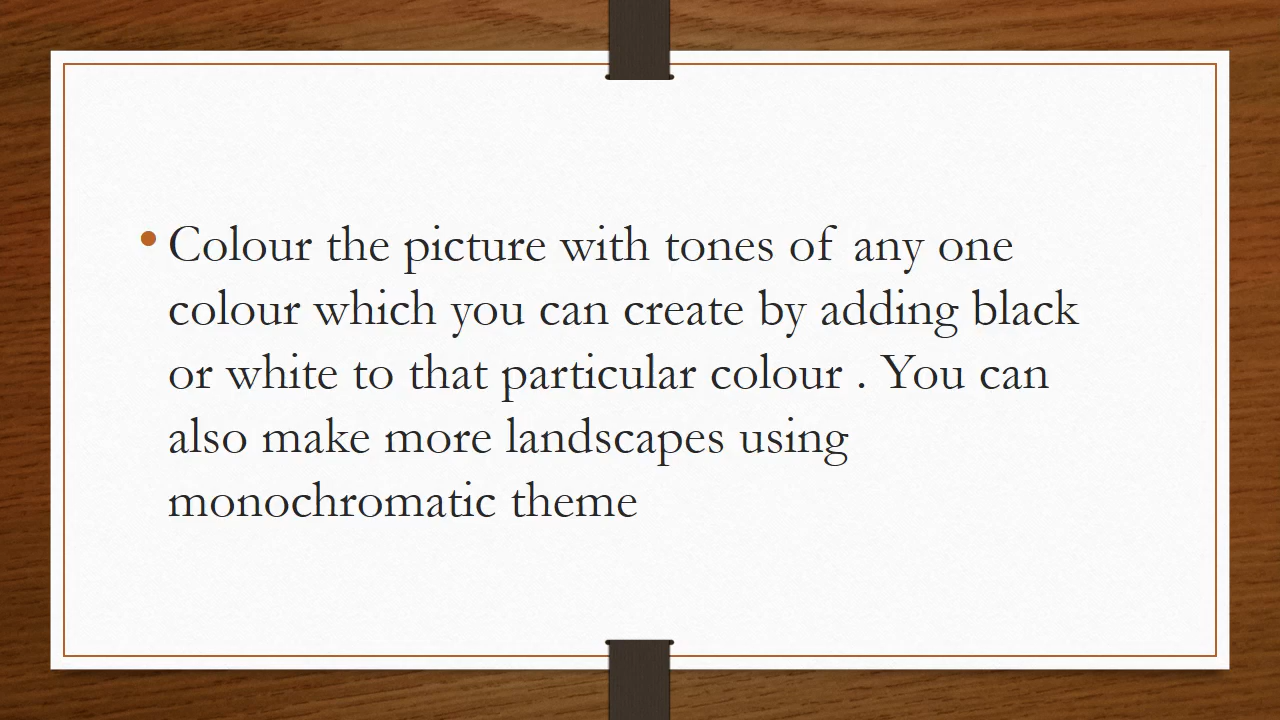 • Colour the picture with tones of any one
colour which you can create by adding black
or white to that particular colour . You can
also make more landscapes using
monochromatic theme